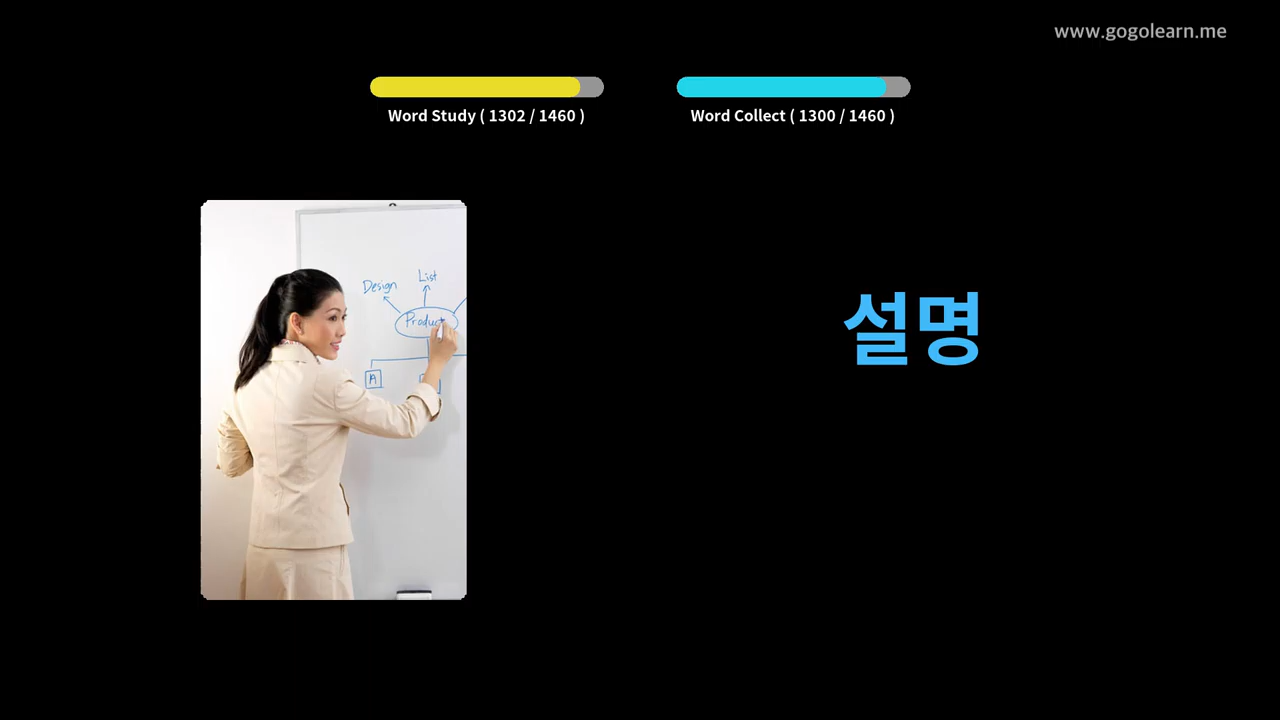 www.gogolearn.me
Word Study ( 1302 / 1460 )
Word Collect ( 1300 / 1460 )
List
Design
Product
A
설명